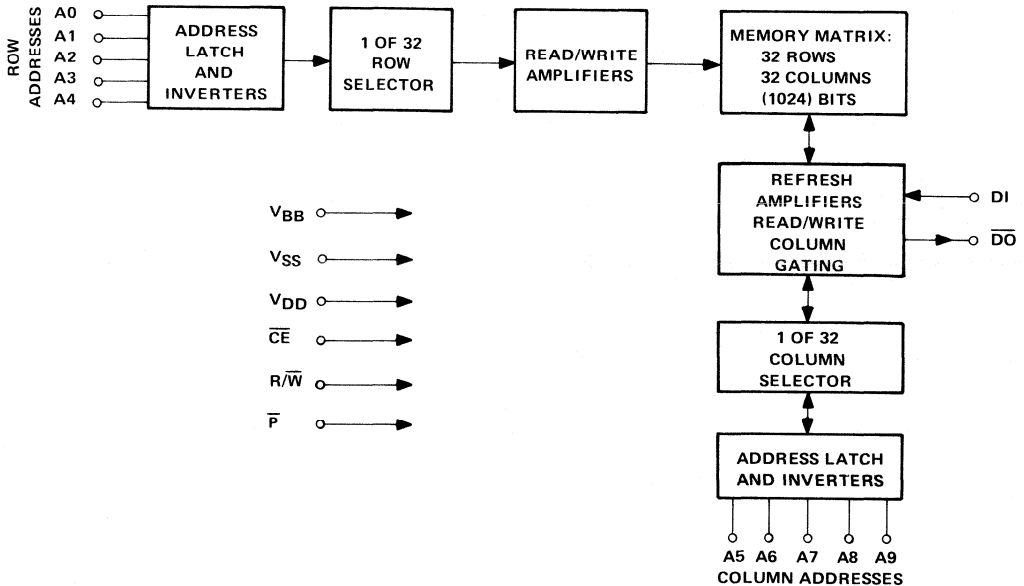 ROW
ADDRESSES
A0
A1
A2
A3
A4
ADDRESS
LATCH
AND
INVERTERS
1 OF 32
ROW
SELECTOR
READ/WRITE
AMPLIFIERS
MEMORY MATRIX:
32 ROWS
32 COLUMNS
(1024) BITS
REFRESH
AMPLIFIERS
READ/WRITE
COLUMN
GATING
DI
D̅O̅
VBB
VSS
VDD
C̅E̅
R/W̅
P̅
1 OF 32
COLUMN
SELECTOR
ADDRESS LATCH
AND INVERTERS
A5 A6 A7 A8 A9
COLUMN ADDRESSES